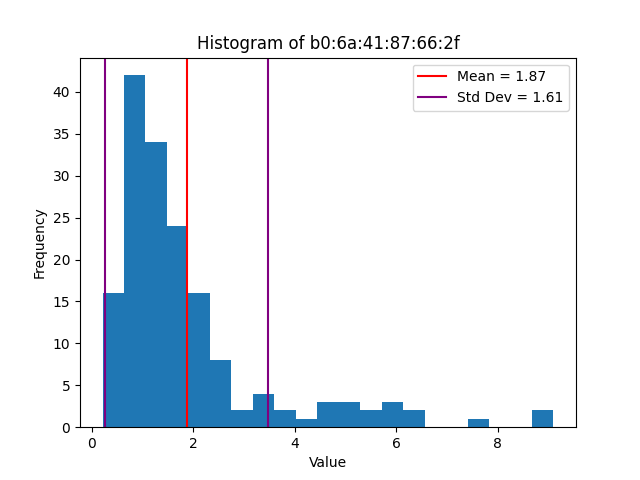 Histogram of b0:6a:41:87:66:2f
Mean = 1.87
Std Dev = 1.61
Frequency
40
35
30
25
20
15
10
5
0
0 2 4 6 8
Value